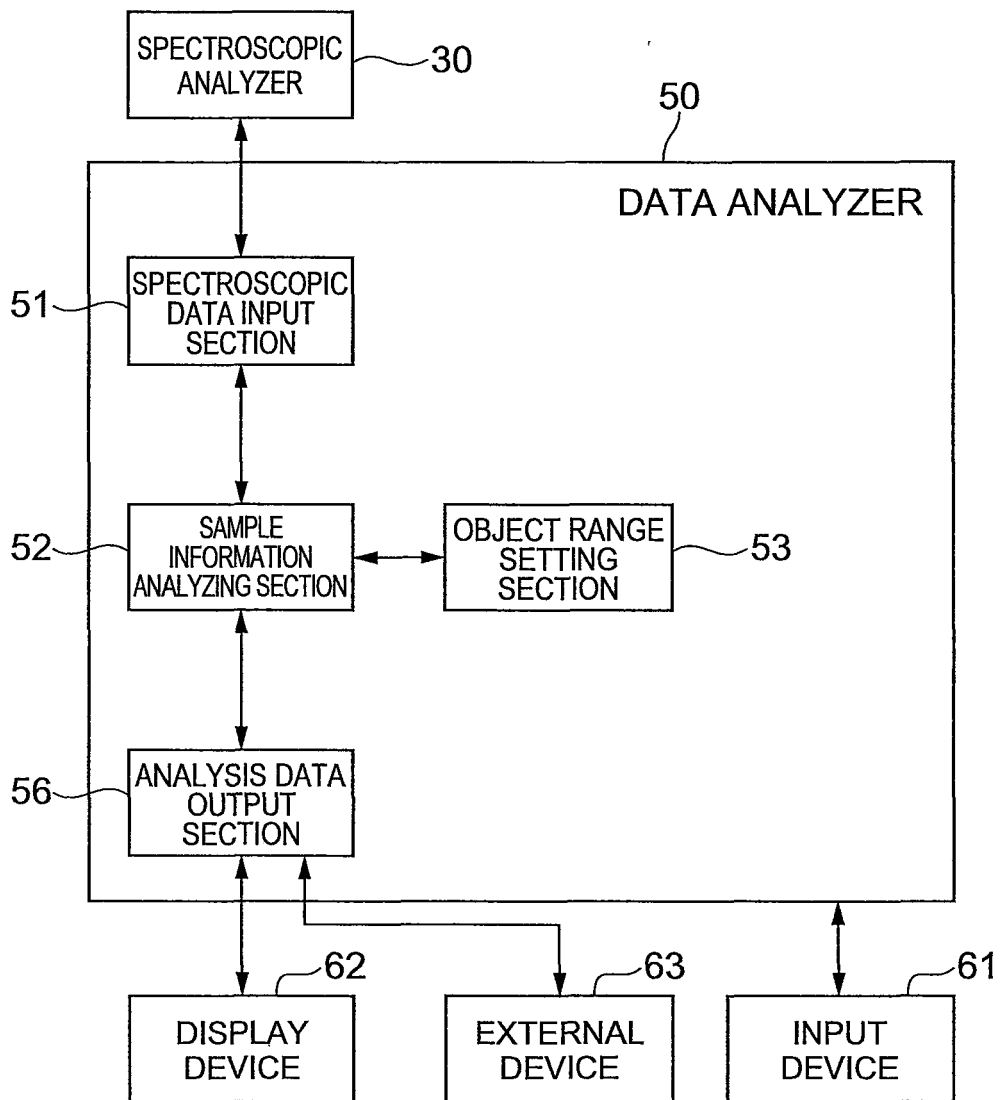 SPECTROSCOPIC
ANALYZER
30
50
DATA ANALYZER
51
SPECTROSCOPIC
DATA INPUT
SECTION
52
SAMPLE
INFORMATION
ANALYZING SECTION
OBJECT RANGE
SETTING
SECTION
53
56
ANALYSIS DATA
OUTPUT
SECTION
62
63
61
DISPLAY
DEVICE
EXTERNAL
DEVICE
INPUT
DEVICE